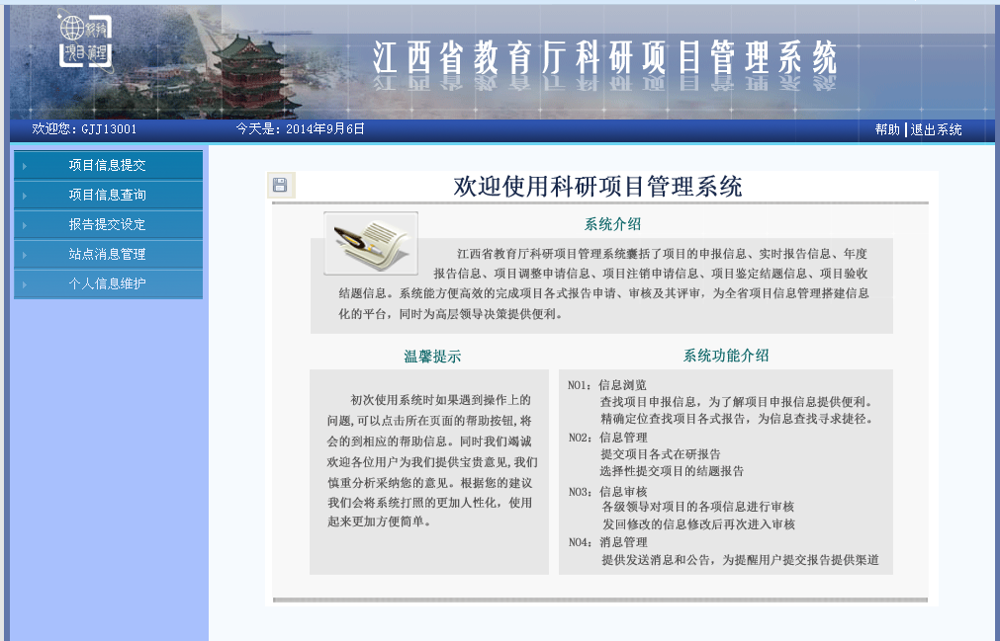 江西省教育厅科研项目管理系统
欢迎您: GJJ13001
今天是: 2014年9月6日
帮助 | 退出系统
项目信息提交
项目信息查询
报告提交设定
站点消息管理
个人信息维护
欢迎使用科研项目管理系统
系统介绍
江西省教育厅科研项目管理系统囊括了项目的申报信息、实时报告信息、年度
报告信息、项目调整申请信息、项目注销申请信息、项目鉴定结题信息、项目验收
结题信息。系统能方便高效的完成项目各式报告申请、审核及其评审，为全省项目信息管理搭建信息
化的平台，同时为高层领导决策提供便利。
温馨提示
初次使用系统时如果遇到操作上的
问题,可以点击所在页面的帮助按钮,将
会的到相应的帮助信息。同时我们竭诚
欢迎各位用户为我们提供宝贵意见,我们
慎重分析采纳您的意见。根据您的建议
我们会将系统打照的更加人性化，使用
起来更加方便简单。
系统功能介绍
NO1: 信息浏览
查找项目申报信息，为了解项目申报信息提供便利。
精确定位查找项目各式报告，为信息查找寻求捷径。
NO2: 信息管理
提交项目各式在研报告
选择性提交项目的结题报告
NO3: 信息审核
各级领导对项目的各项信息进行审核
发回修改的信息修改后再次进入审核
NO4: 消息管理
提供发送消息和公告，为提醒用户提交报告提供渠道